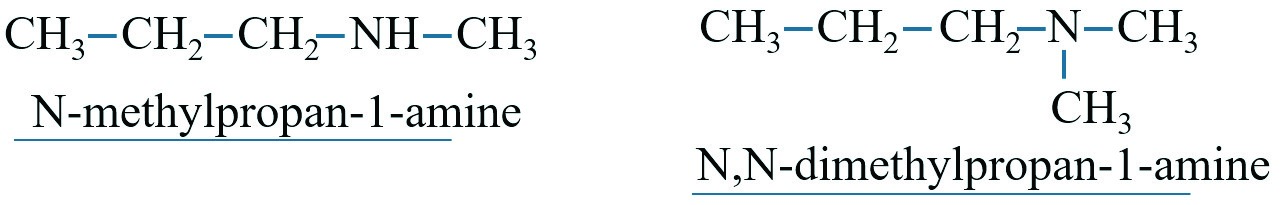 CH₃–CH₂–CH₂–NH–CH₃
N-methylpropan-1-amine
CH₃–CH₂–CH₂–N–CH₃
CH₃
N,N-dimethylpropan-1-amine